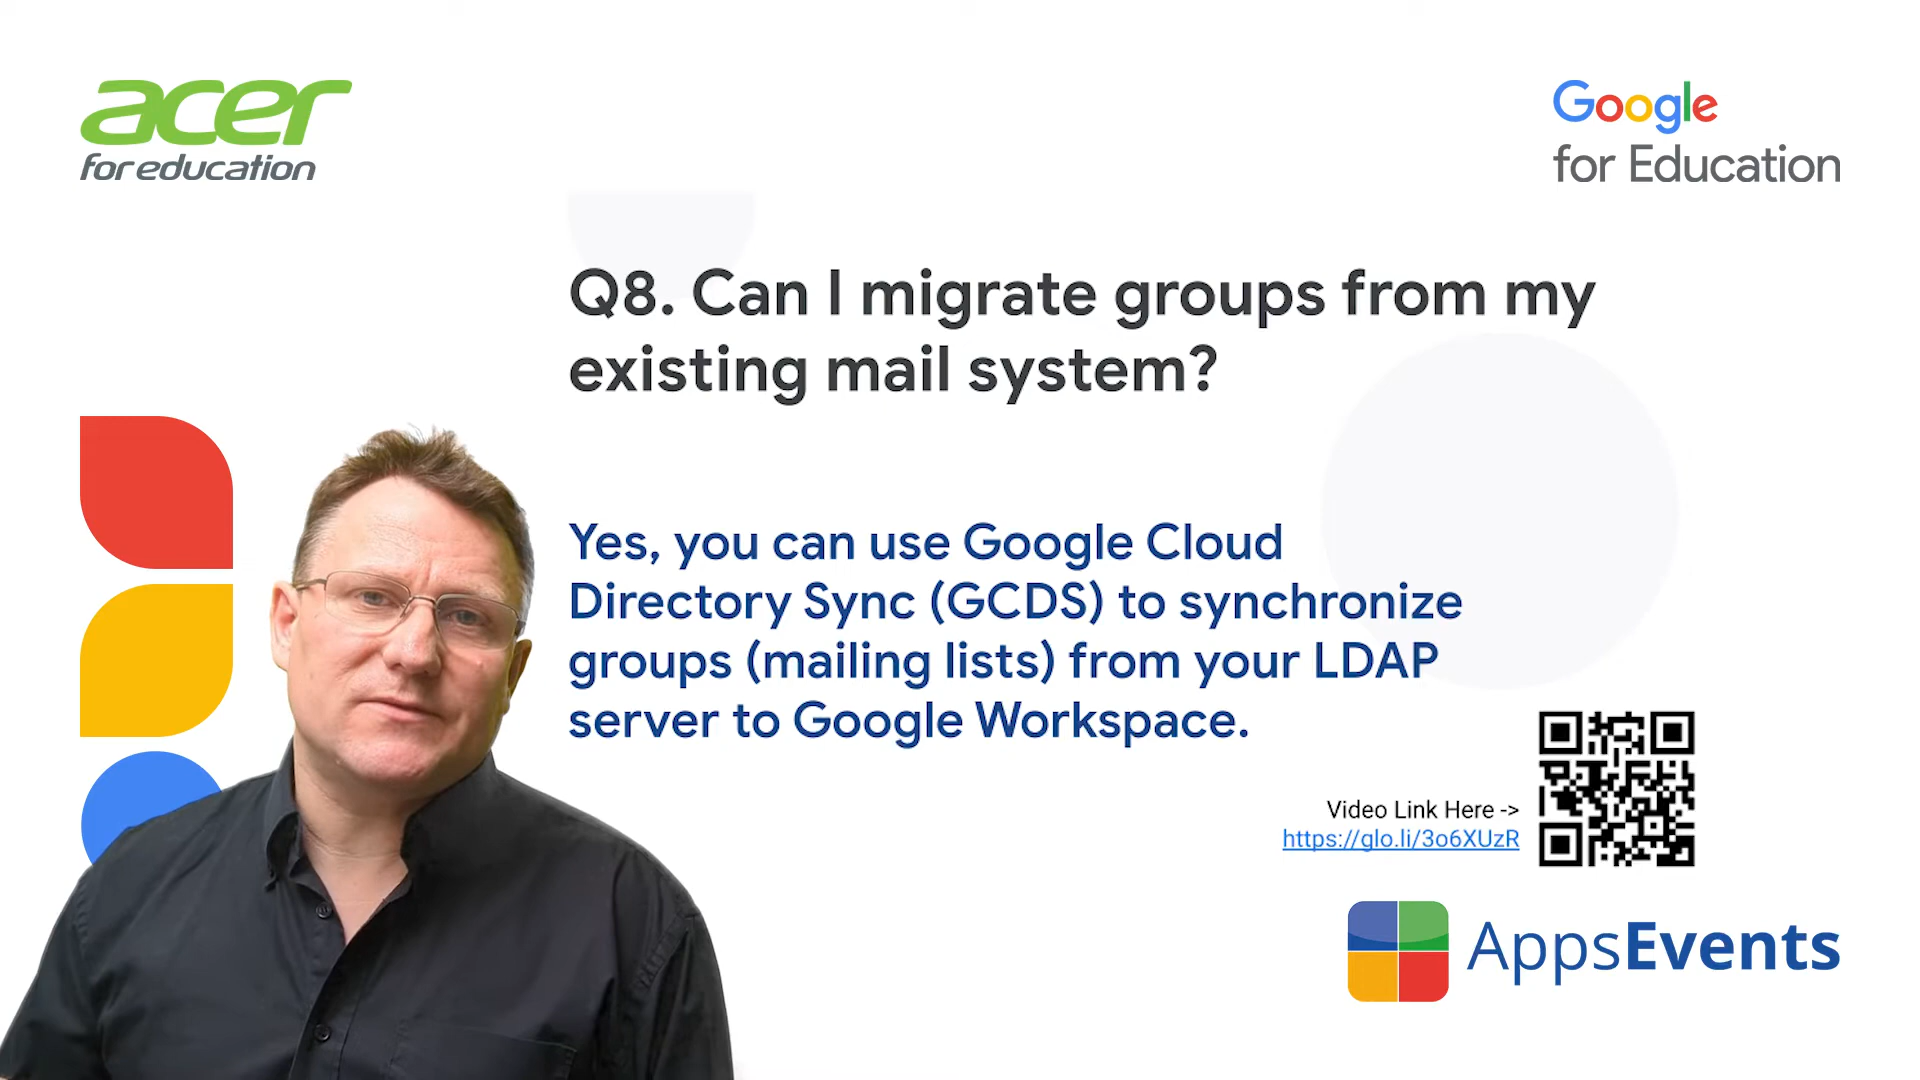 acer
for education
Google
for Education
Q8. Can I migrate groups from my
existing mail system?
Yes, you can use Google Cloud
Directory Sync (GCDS) to synchronize
groups (mailing lists) from your LDAP
server to Google Workspace.
Video Link Here ->
https://glo.li/3o6XUzR
AppsEvents